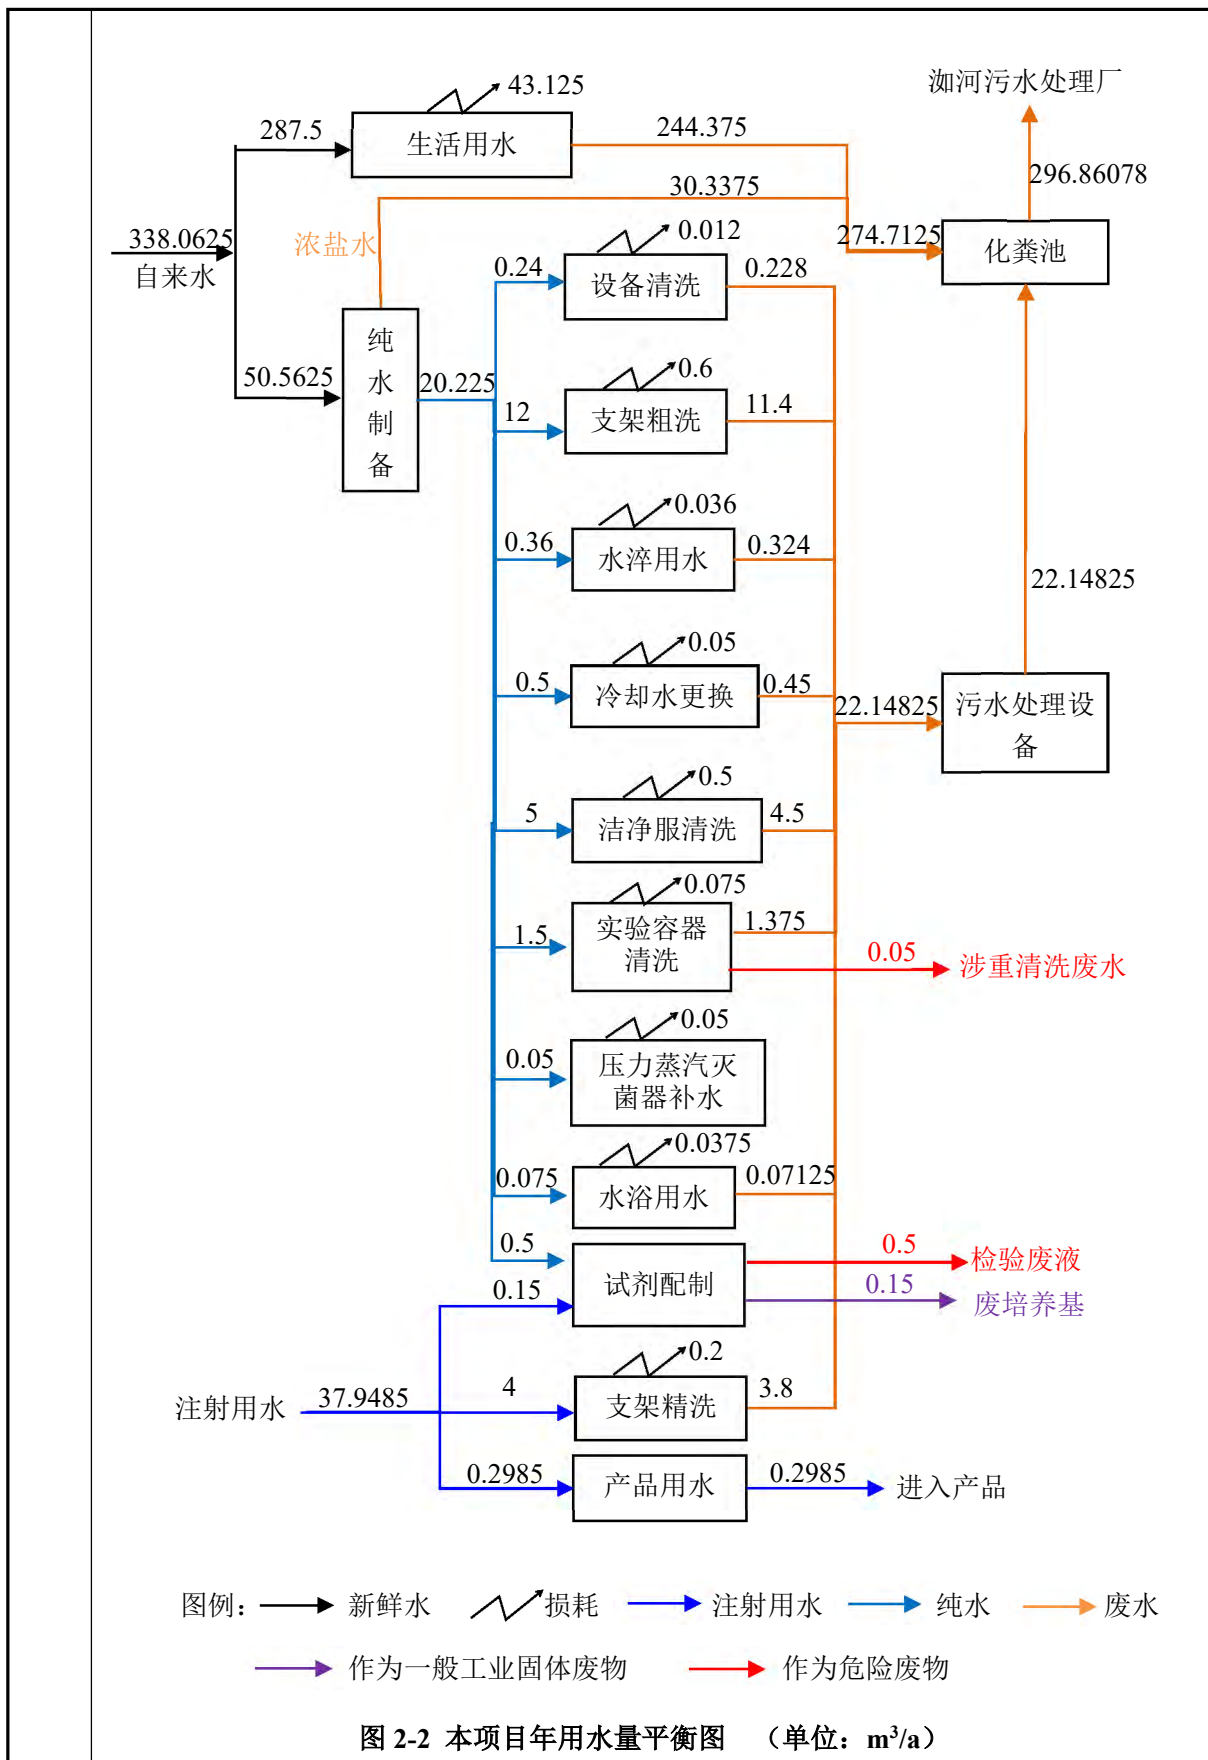 43.125
洳河污水处理厂
287.5
生活用水
244.375
296.86078
30.3375
338.0625
自来水
浓盐水
0.012
274.7125
化粪池
0.24
设备清洗
0.228
纯水制备
50.5625
20.225
0.6
12
支架粗洗
11.4
0.036
0.36
水淬用水
0.324
22.14825
0.05
0.5
冷却水更换
0.45
22.14825
污水处理设
备
0.5
5
洁净服清洗
4.5
0.075
1.5
实验容器
清洗
1.375
0.05
涉重清洗废水
0.05
0.05
压力蒸汽灭
菌器补水
0.0375
0.075
水浴用水
0.07125
0.5
试剂配制
0.5
检验废液
0.15
0.15
废培养基
0.2
注射用水
37.9485
4
支架精洗
3.8
0.2985
产品用水
0.2985
进入产品
图例：
新鲜水
损耗
注射用水
纯水
废水
作为一般工业固体废物
作为危险废物
图 2-2 本项目年用水量平衡图 （单位：m³/a）